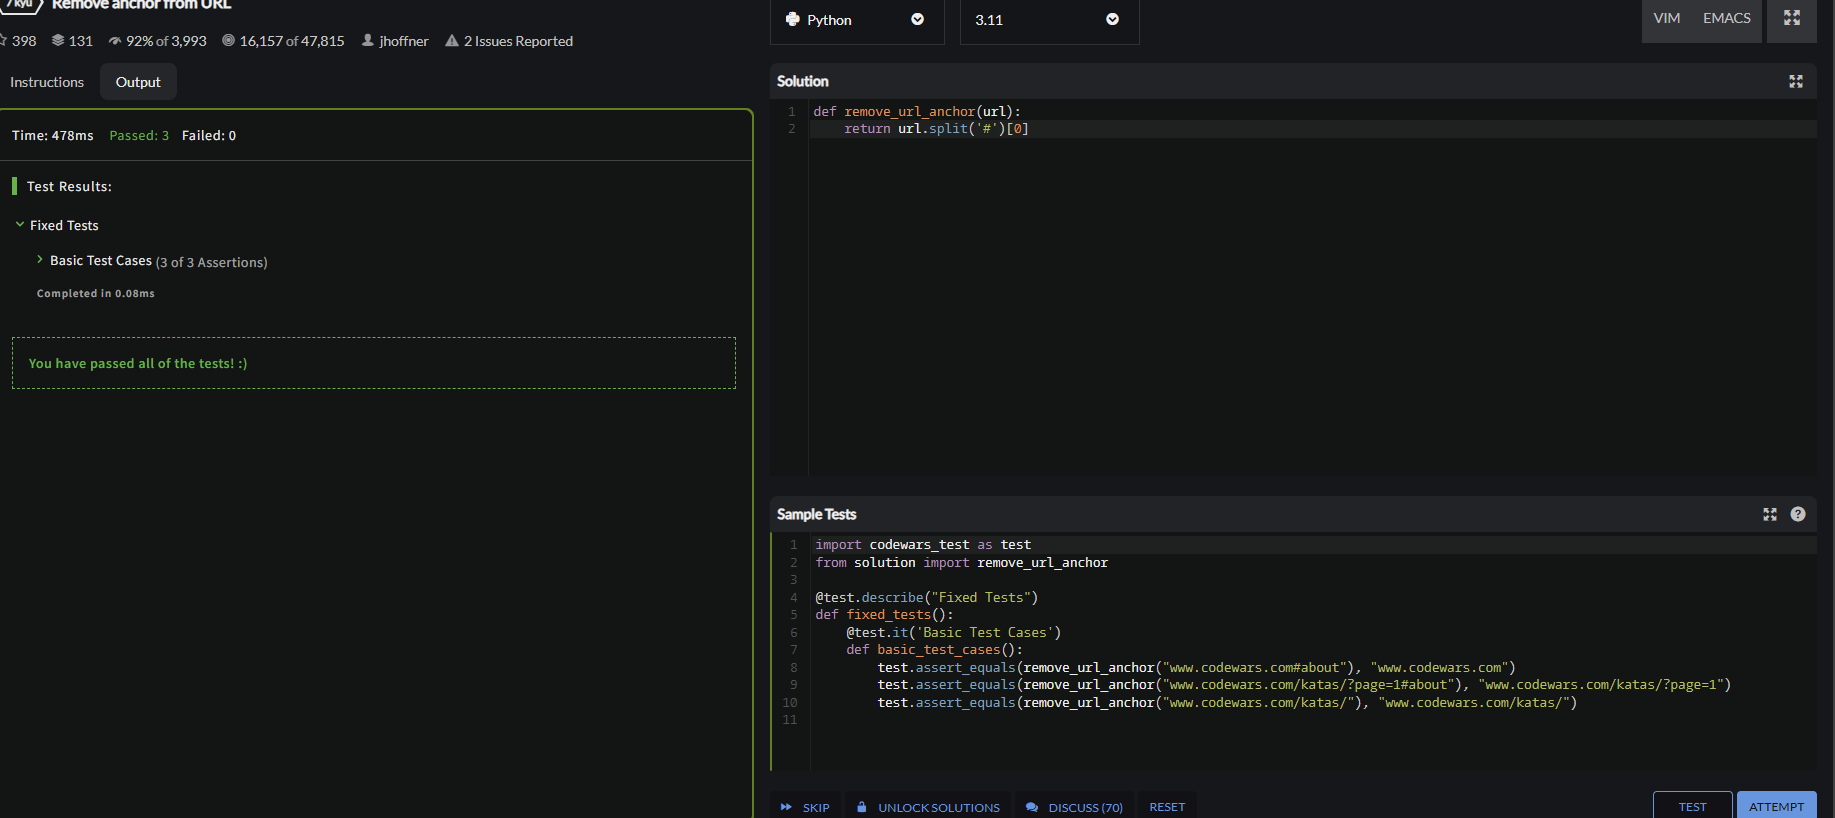 7 kyu Remove anchor from URL
398 131 92% of 3,993 16,157 of 47,815 jhoffner 2 Issues Reported
Instructions Output
Time: 478ms Passed: 3 Failed: 0
Test Results:
Fixed Tests
Basic Test Cases (3 of 3 Assertions)
Completed in 0.08ms
You have passed all of the tests! :)
Python 3.11 VIM EMACS
Solution
1 def remove_url_anchor(url):
2     return url.split('#')[0]
Sample Tests
1 import codewars_test as test
2 from solution import remove_url_anchor
3
4 @test.describe("Fixed Tests")
5 def fixed_tests():
6     @test.it('Basic Test Cases')
7     def basic_test_cases():
8         test.assert_equals(remove_url_anchor("www.codewars.com#about"), "www.codewars.com")
9         test.assert_equals(remove_url_anchor("www.codewars.com/katas/?page=1#about"), "www.codewars.com/katas/?page=1")
10         test.assert_equals(remove_url_anchor("www.codewars.com/katas/"), "www.codewars.com/katas/")
11
SKIP UNLOCK SOLUTIONS DISCUSS (70) RESET TEST ATTEMPT